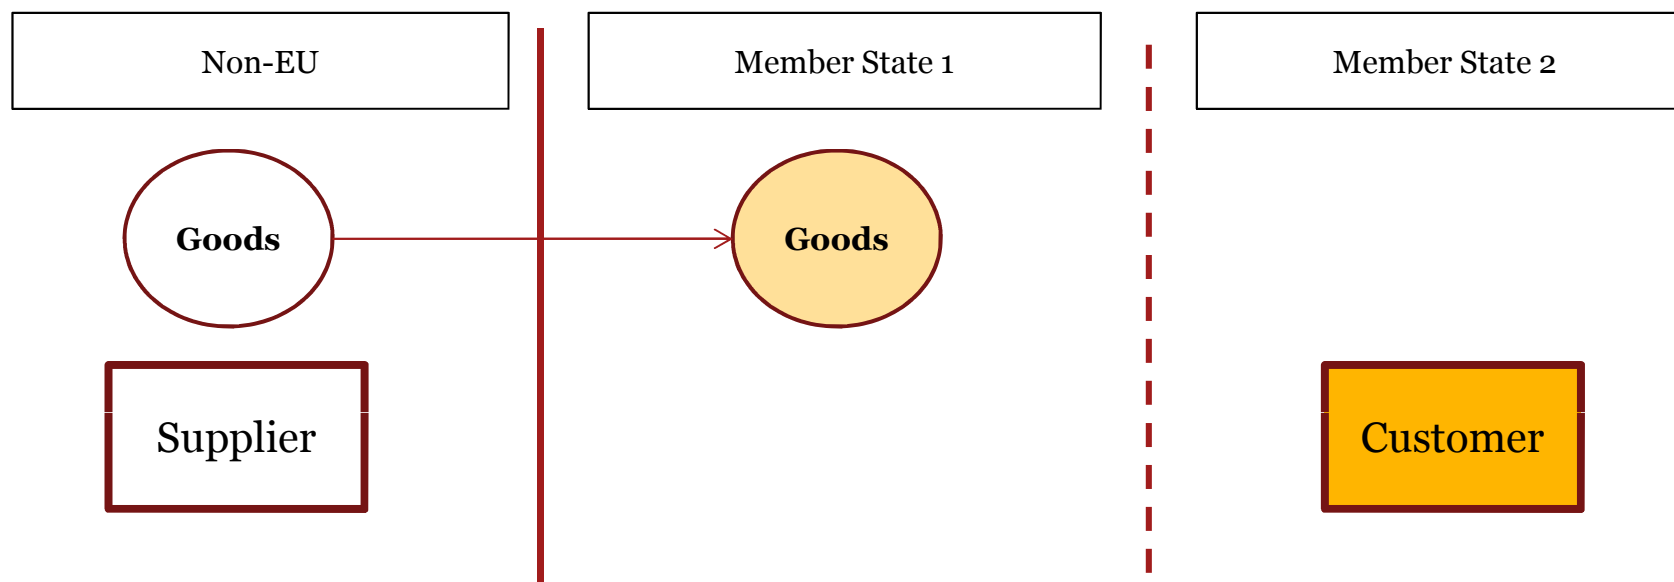 Non-EU
Member State 1
Member State 2
Goods
Goods
Supplier
Customer